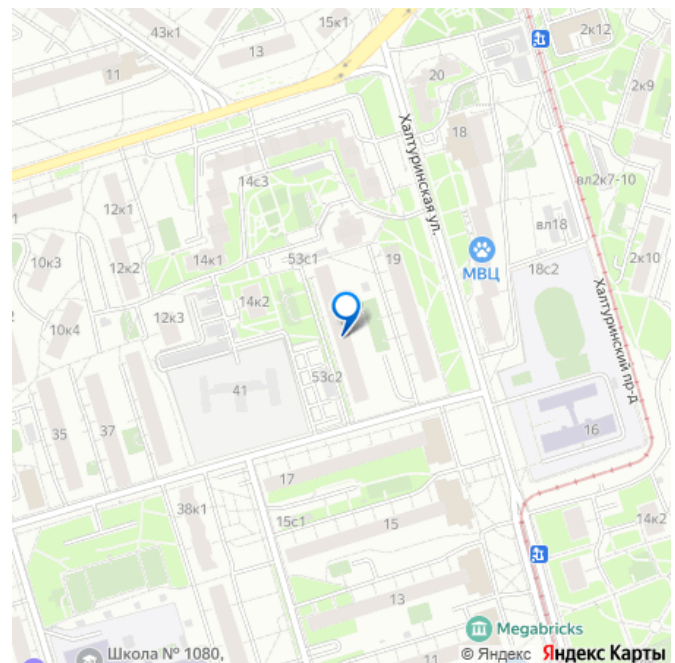 15к1
2к12
43к1
13
11
20
2к9
18
Халтуринская ул.
14с3
вл2к7-10
12к1
1
вл18
10к3
12к2
14к1
53с1
19
МВЦ
18с2
2к10
14к2
Халтуринский пр-д
10к4
12к3
53с2
41
35
37
16
17
38к1
15с1
15
14к2
13
Megabricks
11
Школа № 1080,
© Яндекс Яндекс Карты